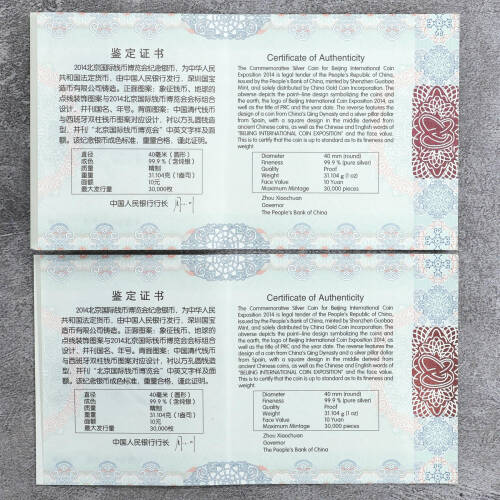 鉴定证书
2014北京国际钱币博览会纪念银币，为中华人民
共和国法定货币，由中国人民银行发行，深圳国宝
造币有限公司铸造。正面图案：象征钱币、地球的
点线装饰图案与2014北京国际钱币博览会会标组合
设计，并刊国名、年号。背面图案：中国清代钱币
与西班牙双柱钱币图案对应设计，衬以方孔圆钱造
型，并刊“北京国际钱币博览会”中英文字样及面
额。该纪念银币成色标准，重量合格，谨此证明。
直径 40毫米（圆形）
成色 99.9%（含纯银）
质量 精制
重量 31.104克（1盎司）
面额 10元
最大发行量 30,000枚
中国人民银行行长
Certificate of Authenticity
The Commemorative Silver Coin for Beijing International Coin
Exposition 2014 is legal tender of the People's Republic of China,
issued by the People's Bank of China, minted by Shenzhen Guobao
Mint, and solely distributed by China Gold Coin Incorporation. The
obverse depicts the point-line design symbolizing the coins and
the earth, the logo of Beijing International Coin Exposition 2014, as
well as the title of PRC and the year date. The reverse features the
design of a coin from China's Qing Dynasty and a silver pillar dollar
from Spain, with a square design in the middle derived from
ancient Chinese coins, as well as the Chinese and English words of
"BEIJING INTERNATIONAL COIN EXPOSITION" and the face value.
This is to certify that the coin is up to standard as to its fineness and
weight.
Diameter 40 mm (round)
Fineness 99.9 % (pure silver)
Quality Proof
Weight 31.104 g (1 oz)
Face Value 10 Yuan
Maximum Mintage 30,000 pieces
Zhou Xiaochuan
Governor
The People's Bank of China
鉴定证书
2014北京国际钱币博览会纪念银币，为中华人民
共和国法定货币，由中国人民银行发行，深圳国宝
造币有限公司铸造。正面图案：象征钱币、地球的
点线装饰图案与2014北京国际钱币博览会会标组合
设计，并刊国名、年号。背面图案：中国清代钱币
与西班牙双柱钱币图案对应设计，衬以方孔圆钱造
型，并刊“北京国际钱币博览会”中英文字样及面
额。该纪念银币成色标准，重量合格，谨此证明。
直径 40毫米（圆形）
成色 99.9%（含纯银）
质量 精制
重量 31.104克（1盎司）
面额 10元
最大发行量 30,000枚
中国人民银行行长
Certificate of Authenticity
The Commemorative Silver Coin for Beijing International Coin
Exposition 2014 is legal tender of the People's Republic of China,
issued by the People's Bank of China, minted by Shenzhen Guobao
Mint, and solely distributed by China Gold Coin Incorporation. The
obverse depicts the point-line design symbolizing the coins and
the earth, the logo of Beijing International Coin Exposition 2014, as
well as the title of PRC and the year date. The reverse features the
design of a coin from China's Qing Dynasty and a silver pillar dollar
from Spain, with a square design in the middle derived from
ancient Chinese coins, as well as the Chinese and English words of
"BEIJING INTERNATIONAL COIN EXPOSITION" and the face value.
This is to certify that the coin is up to standard as to its fineness and
weight.
Diameter 40 mm (round)
Fineness 99.9 % (pure silver)
Quality Proof
Weight 31.104 g (1 oz)
Face Value 10 Yuan
Maximum Mintage 30,000 pieces
Zhou Xiaochuan
Governor
The People's Bank of China